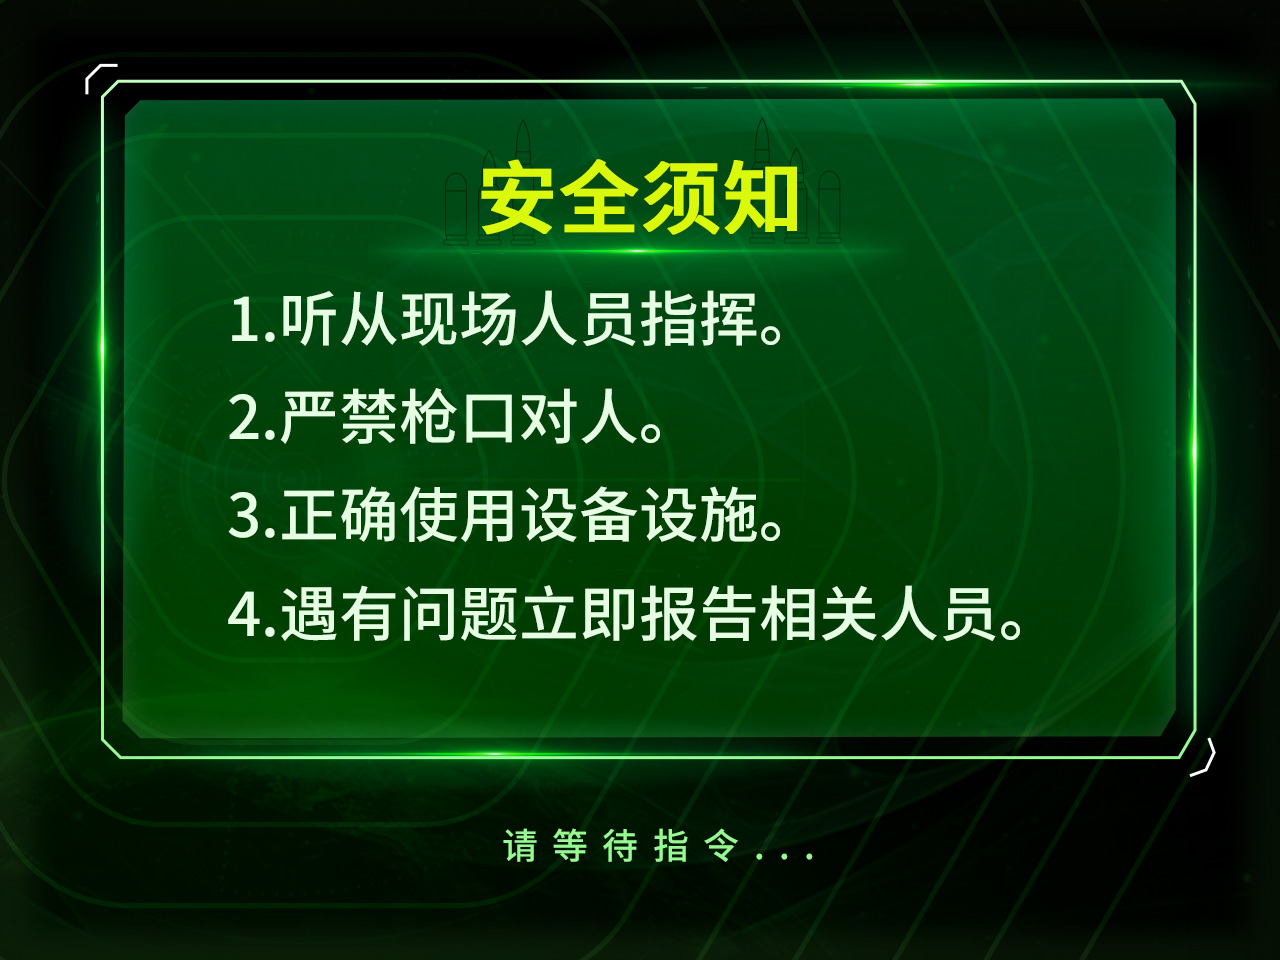 安全须知
1.听从现场人员指挥。
2.严禁枪口对人。
3.正确使用设备设施。
4.遇有问题立即报告相关人员。
请等待指令...